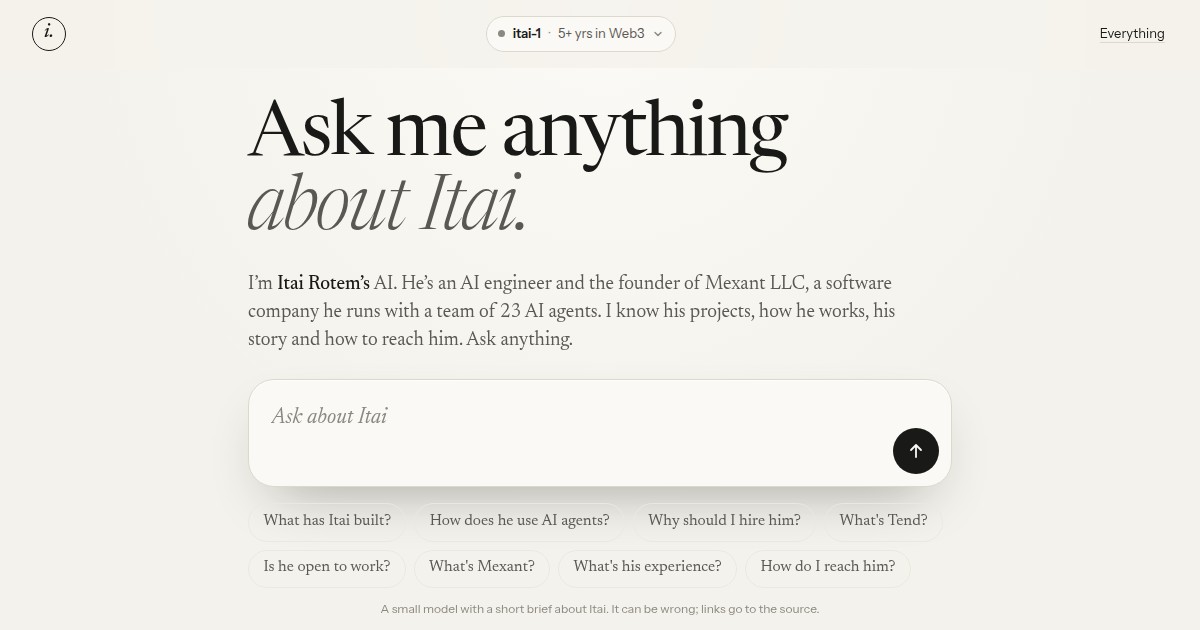 i.
itai-1 · 5+ yrs in Web3
Everything
Ask me anything
about Itai.
I'm Itai Rotem's AI. He's an AI engineer and the founder of Mexant LLC, a software
company he runs with a team of 23 AI agents. I know his projects, how he works, his
story and how to reach him. Ask anything.
Ask about Itai
What has Itai built?
How does he use AI agents?
Why should I hire him?
What's Tend?
Is he open to work?
What's Mexant?
What's his experience?
How do I reach him?
A small model with a short brief about Itai. It can be wrong; links go to the source.